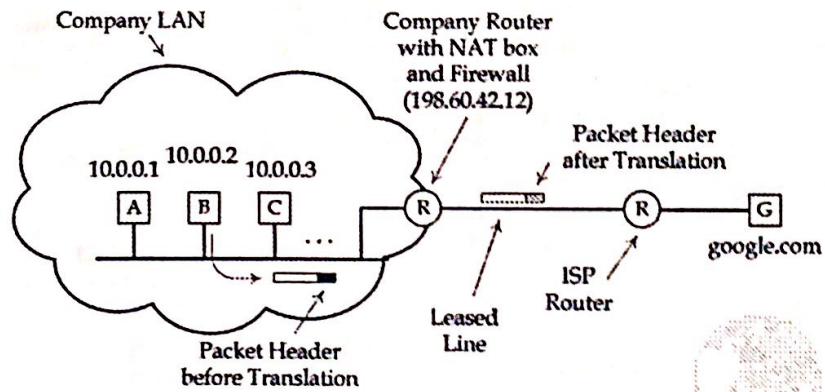 Company LAN
Company Router
with NAT box
and Firewall
(198.60.42.12)
Packet Header
after Translation
10.0.0.1
10.0.0.2
10.0.0.3
A
B
C
...
R
R
G
google.com
ISP
Router
Leased
Line
Packet Header
before Translation